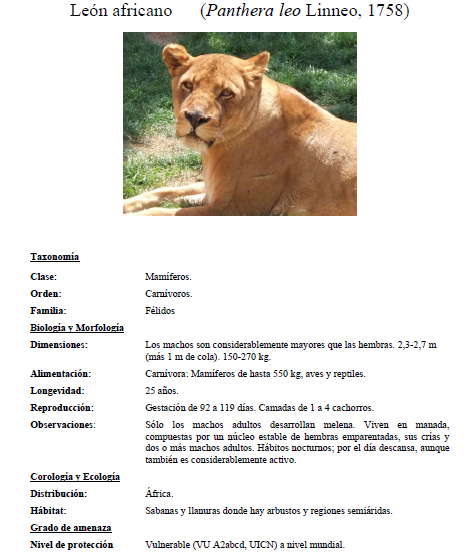 León africano (Panthera leo Linneo, 1758)
Taxonomía
Clase: Mamíferos.
Orden: Carnívoros.
Familia: Félidos
Biología y Morfología
Dimensiones: Los machos son considerablemente mayores que las hembras. 2,3-2,7 m
(más 1 m de cola). 150-270 kg.
Alimentación: Carnívora: Mamíferos de hasta 550 kg, aves y reptiles.
Longevidad: 25 años.
Reproducción: Gestación de 92 a 119 días. Camadas de 1 a 4 cachorros.
Observaciones: Sólo los machos adultos desarrollan melena. Viven en manada,
compuestas por un núcleo estable de hembras emparentadas, sus crías y
dos o más machos adultos. Hábitos nocturnos; por el día descansa, aunque
también es considerablemente activo.
Corología y Ecología
Distribución: África.
Hábitat: Sabanas y llanuras donde hay arbustos y regiones semiáridas.
Grado de amenaza
Nivel de protección Vulnerable (VU A2abcd, UICN) a nivel mundial.